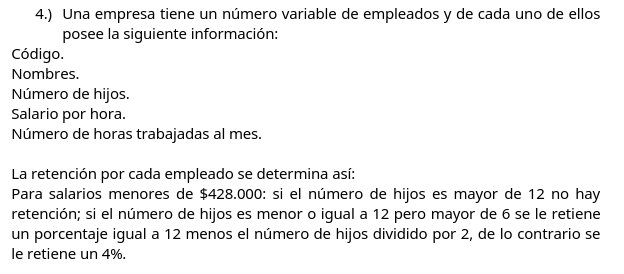 4.) Una empresa tiene un número variable de empleados y de cada uno de ellos
posee la siguiente información:
Código.
Nombres.
Número de hijos.
Salario por hora.
Número de horas trabajadas al mes.
La retención por cada empleado se determina así:
Para salarios menores de $428.000: si el número de hijos es mayor de 12 no hay
retención; si el número de hijos es menor o igual a 12 pero mayor de 6 se le retiene
un porcentaje igual a 12 menos el número de hijos dividido por 2, de lo contrario se
le retiene un 4%.